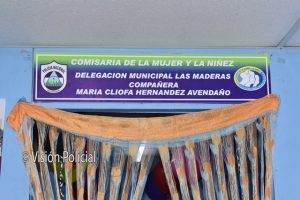 COMISARIA DE LA MUJER Y LA NIÑEZ
DELEGACION MUNICIPAL LAS MADERAS
COMPAÑERA
MARIA CLIOFA HERNANDEZ AVENDAÑO
© Visión Policial